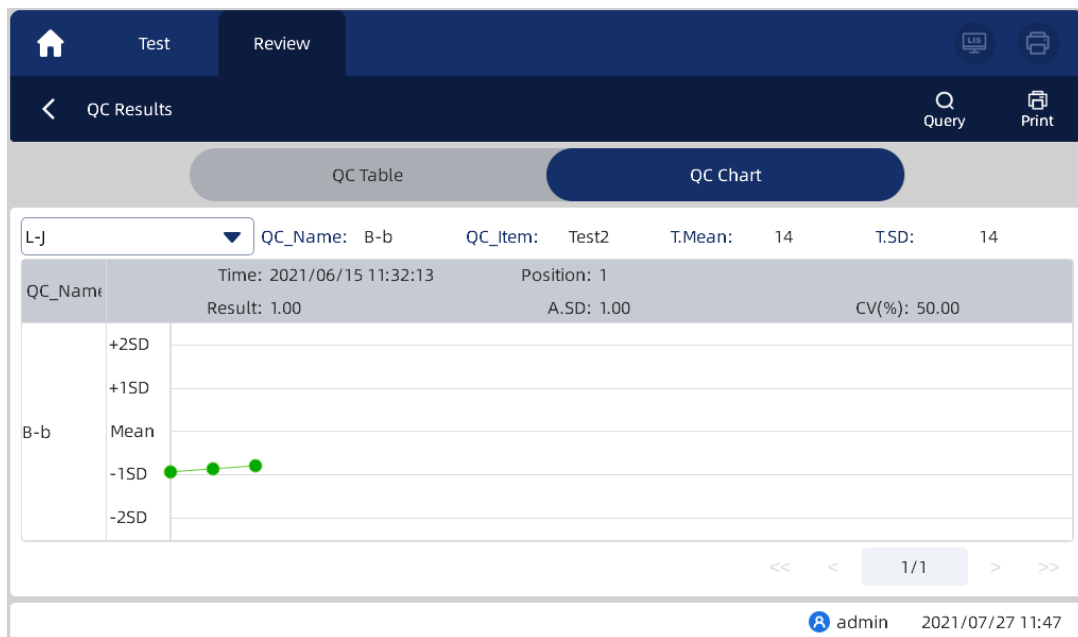 Test Review LIS
QC Results Query Print
QC Table QC Chart
L-J QC_Name: B-b QC_Item: Test2 T.Mean: 14 T.SD: 14
QC_Name Time: 2021/06/15 11:32:13 Position: 1
Result: 1.00 A.SD: 1.00 CV(%): 50.00
+2SD
+1SD
B-b Mean
-1SD
-2SD
<< < 1/1 > >>
admin 2021/07/27 11:47